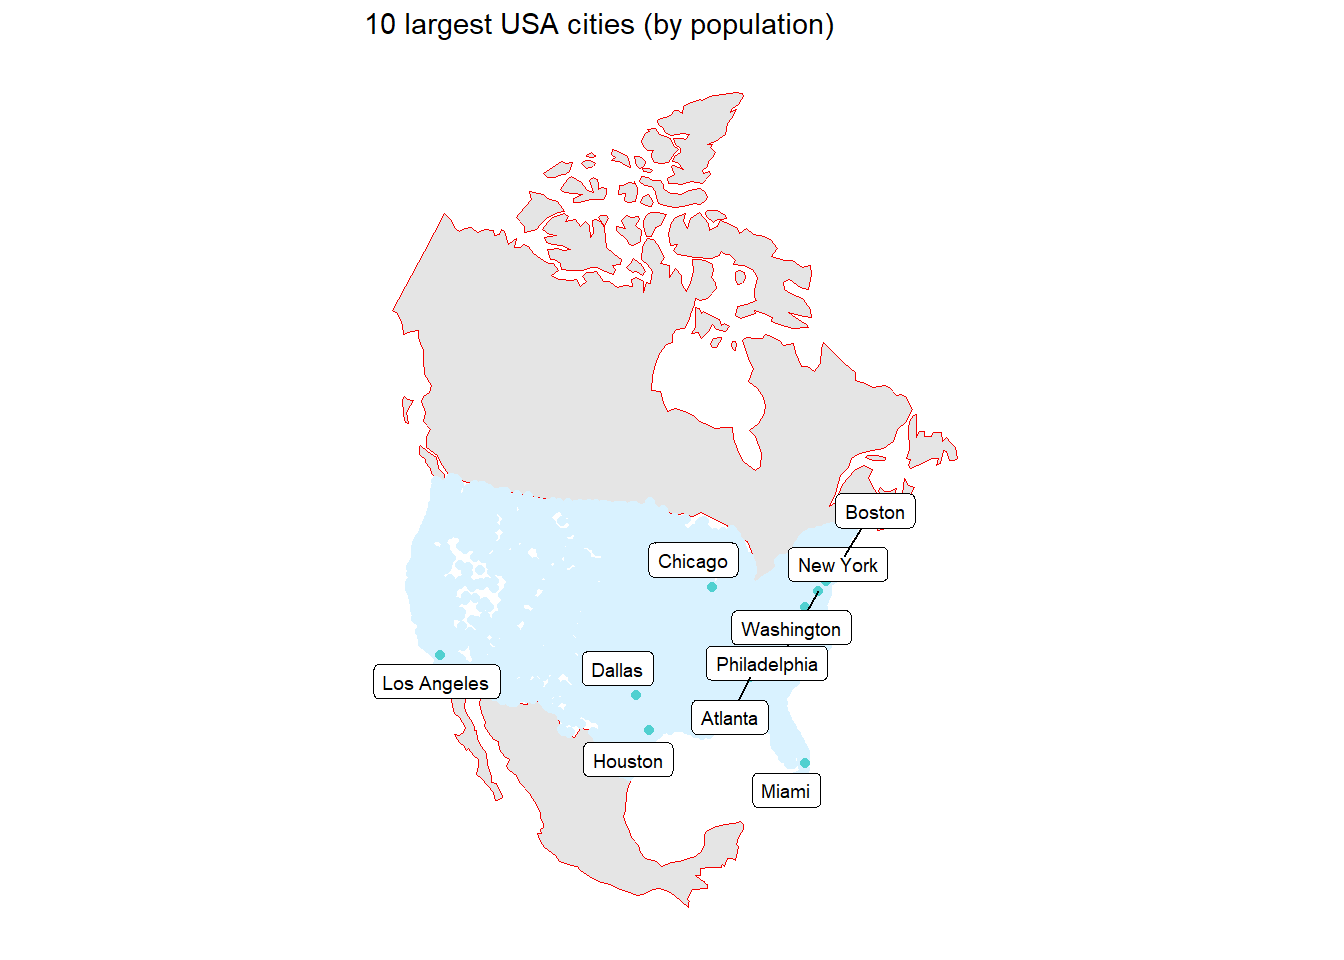 10 largest USA cities (by population)
Boston
Chicago
New York
Washington
Philadelphia
Dallas
Los Angeles
Atlanta
Houston
Miami